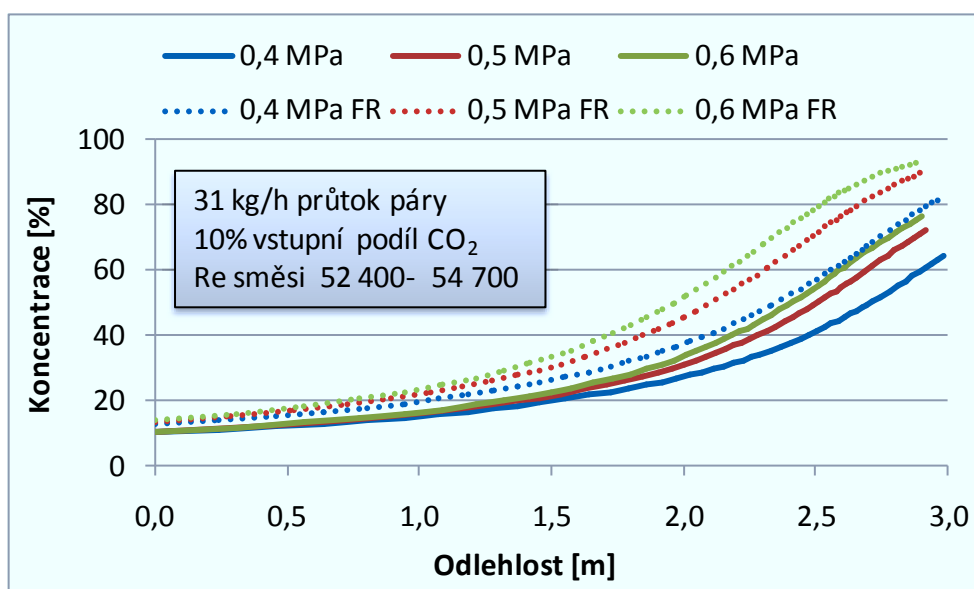 0,4 MPa 0,5 MPa 0,6 MPa
0,4 MPa FR 0,5 MPa FR 0,6 MPa FR
31 kg/h průtok páry
10% vstupní podíl CO₂
Re směsi 52 400- 54 700
Koncentrace [%]
100
80
60
40
20
0
0,0 0,5 1,0 1,5 2,0 2,5 3,0
Odlehlost [m]